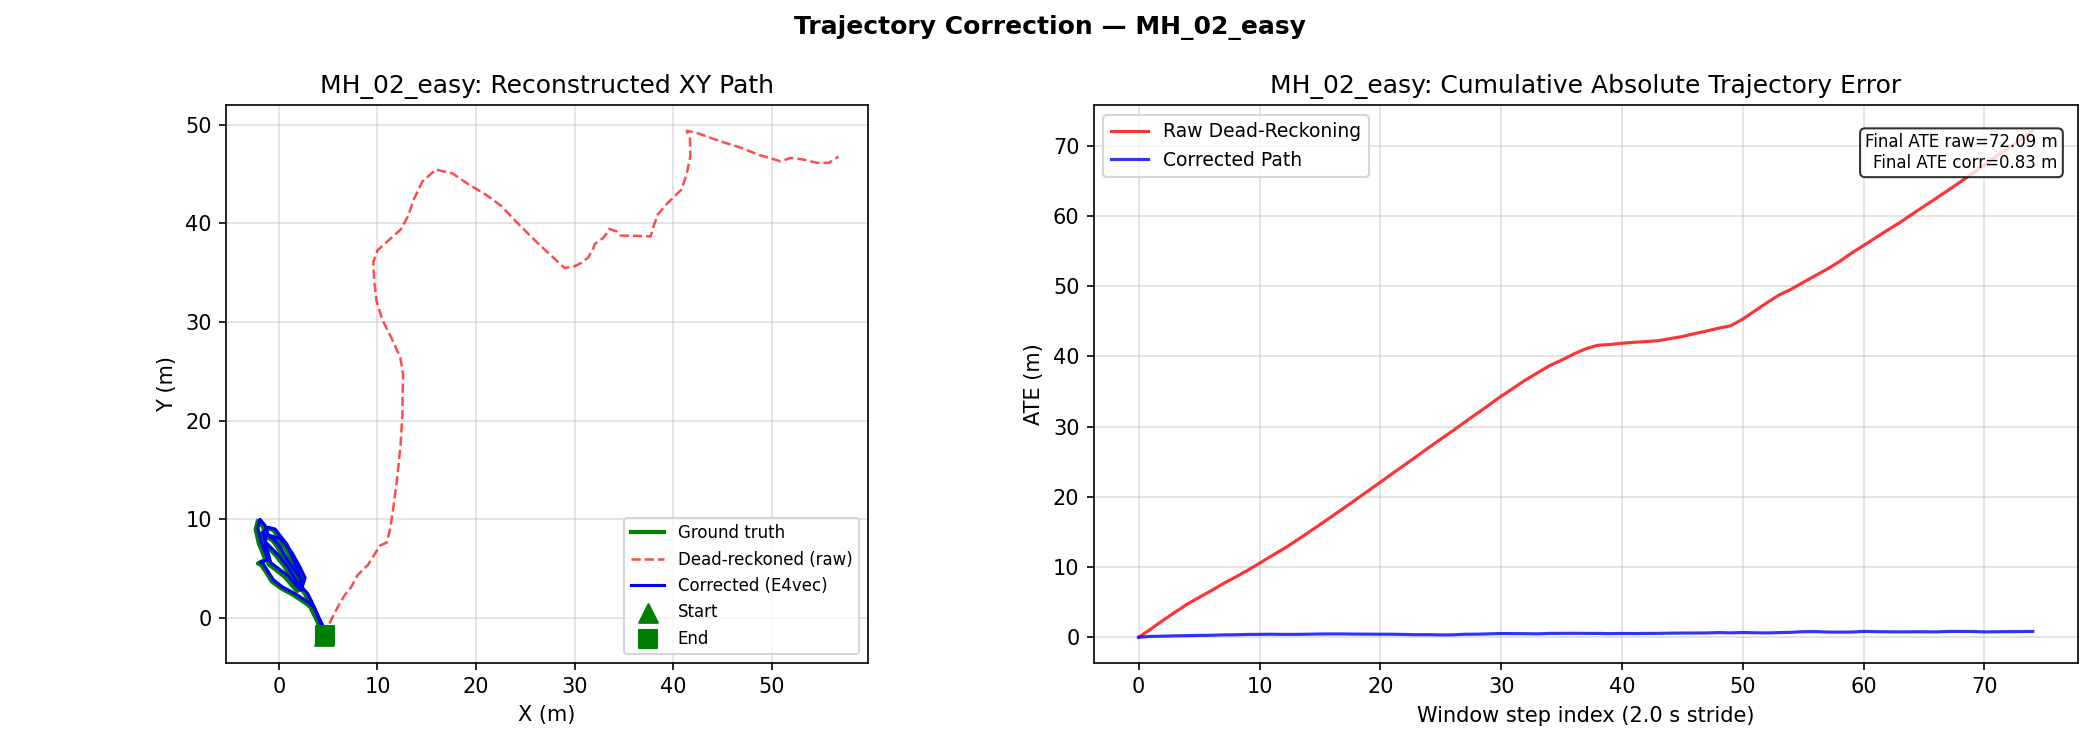 Trajectory Correction — MH_02_easy
MH_02_easy: Reconstructed XY Path
50
40
30
20
10
0
Y (m)
0
10
20
30
40
50
X (m)
Ground truth
Dead-reckoned (raw)
Corrected (E4vec)
Start
End
MH_02_easy: Cumulative Absolute Trajectory Error
70
60
50
40
30
20
10
0
ATE (m)
0
10
20
30
40
50
60
70
Window step index (2.0 s stride)
Raw Dead-Reckoning
Corrected Path
Final ATE raw=72.09 m
Final ATE corr=0.83 m